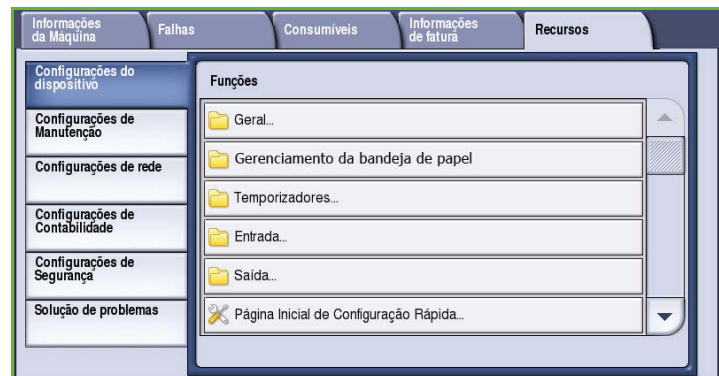 Informações
da Máquina
Falhas
Consumíveis
Informações
de fatura
Recursos
Configurações do
dispositivo
Configurações de
Manutenção
Configurações de rede
Configurações de
Contabilidade
Configurações de
Segurança
Solução de problemas
Funções
Geral...
Gerenciamento da bandeja de papel
Temporizadores...
Entrada...
Saída...
Página Inicial de Configuração Rápida...